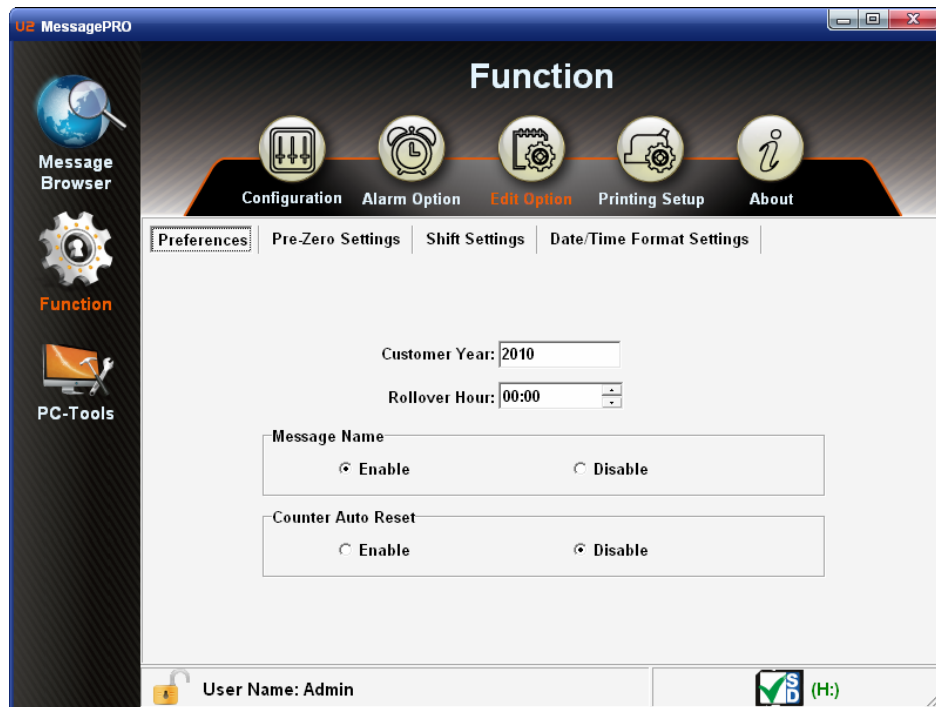 U2 MessagePRO
Function
Message
Browser
Configuration Alarm Option Edit Option Printing Setup About
Preferences Pre-Zero Settings Shift Settings Date/Time Format Settings
Function
Customer Year: 2010
Rollover Hour: 00:00
PC-Tools
Message Name
Enable Disable
Counter Auto Reset
Enable Disable
User Name: Admin SD (H:)